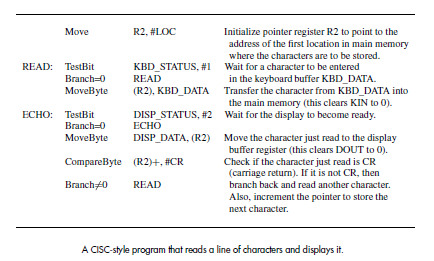 Move R2, #LOC Initialize pointer register R2 to point to the
address of the first location in main memory
where the characters are to be stored.
READ: TestBit KBD_STATUS, #1 Wait for a character to be entered
Branch=0 READ in the keyboard buffer KBD_DATA.
MoveByte (R2), KBD_DATA Transfer the character from KBD_DATA into
the main memory (this clears KIN to 0).
ECHO: TestBit DISP_STATUS, #2 Wait for the display to become ready.
Branch=0 ECHO
MoveByte DISP_DATA, (R2) Move the character just read to the display
buffer register (this clears DOUT to 0).
CompareByte (R2)+, #CR Check if the character just read is CR
(carriage return). If it is not CR, then
Branch≠0 READ branch back and read another character.
Also, increment the pointer to store the
next character.
A CISC-style program that reads a line of characters and displays it.